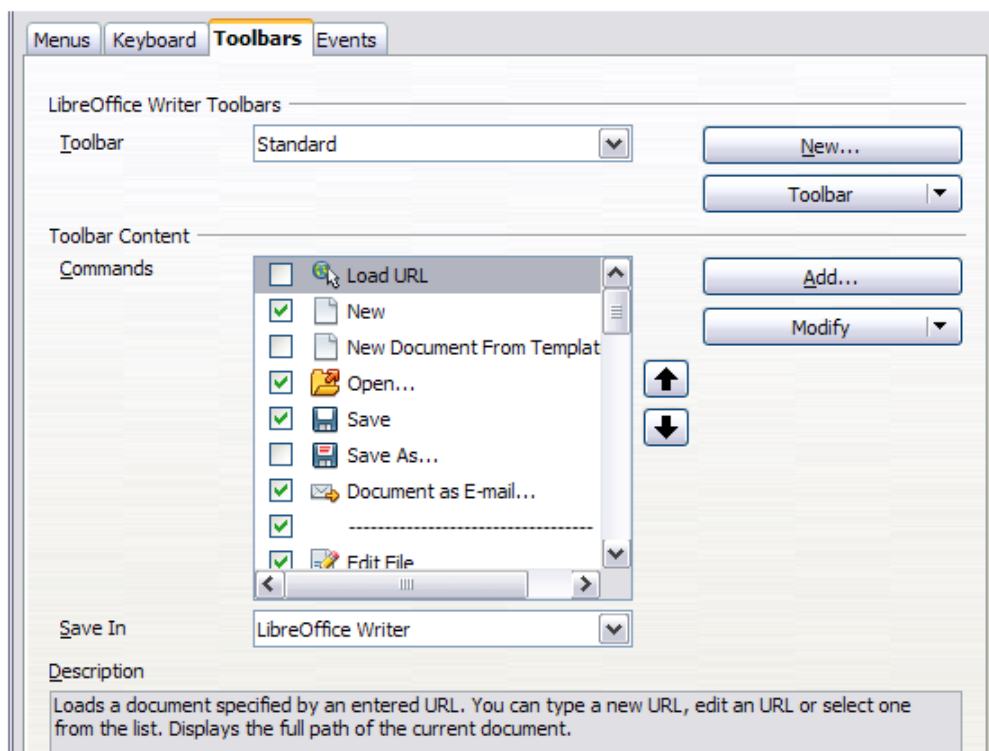 Menus Keyboard Toolbars Events
LibreOffice Writer Toolbars
Toolbar Standard New...
Toolbar
Toolbar Content
Commands Load URL Add...
New
Modify
New Document From Templat
Open...
Save
Save As...
Document as E-mail...
----------------------------------
Edit File
Save In LibreOffice Writer
Description
Loads a document specified by an entered URL. You can type a new URL, edit an URL or select one
from the list. Displays the full path of the current document.